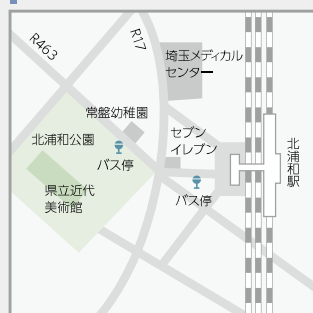 R463
R17
埼玉メディカル
センター
常盤幼稚園
セブン
イレブン
北浦和公園
バス停
北浦和駅
県立近代
美術館
バス停